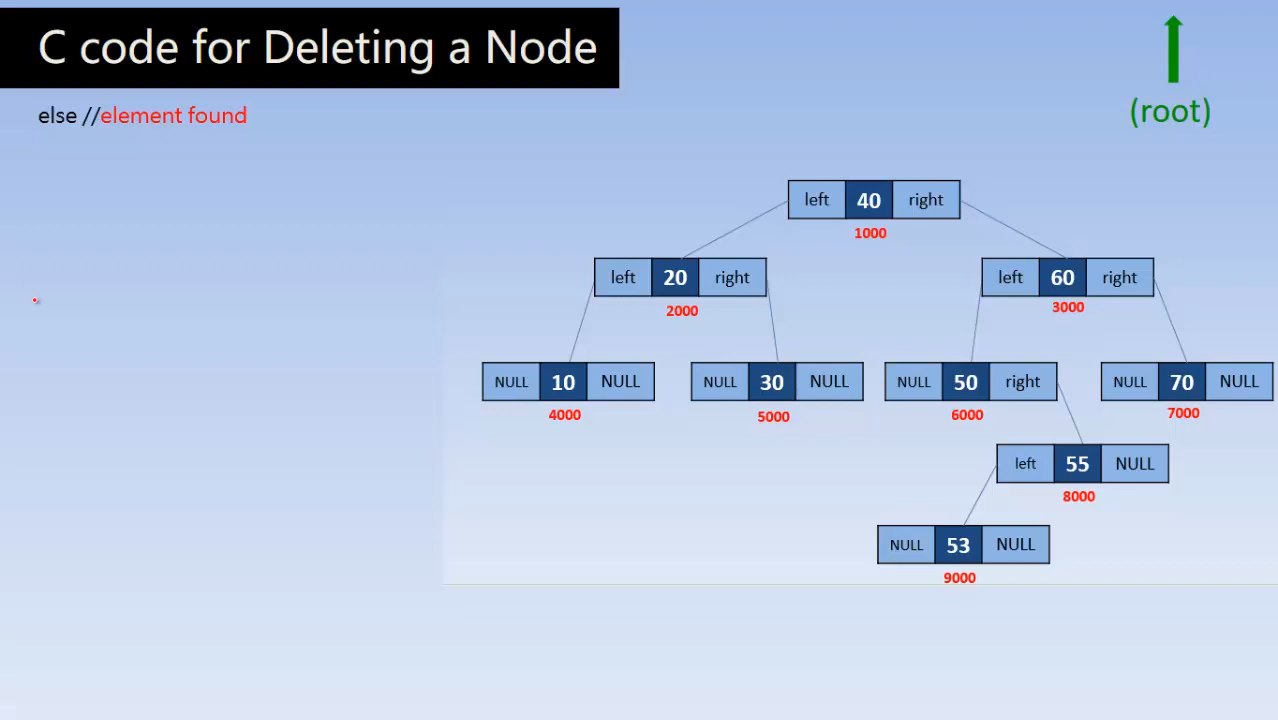 C code for Deleting a Node
else //element found
(root)
left 40 right
1000
left 20 right
2000
left 60 right
3000
NULL 10 NULL
4000
NULL 30 NULL
5000
NULL 50 right
6000
NULL 70 NULL
7000
left 55 NULL
8000
NULL 53 NULL
9000